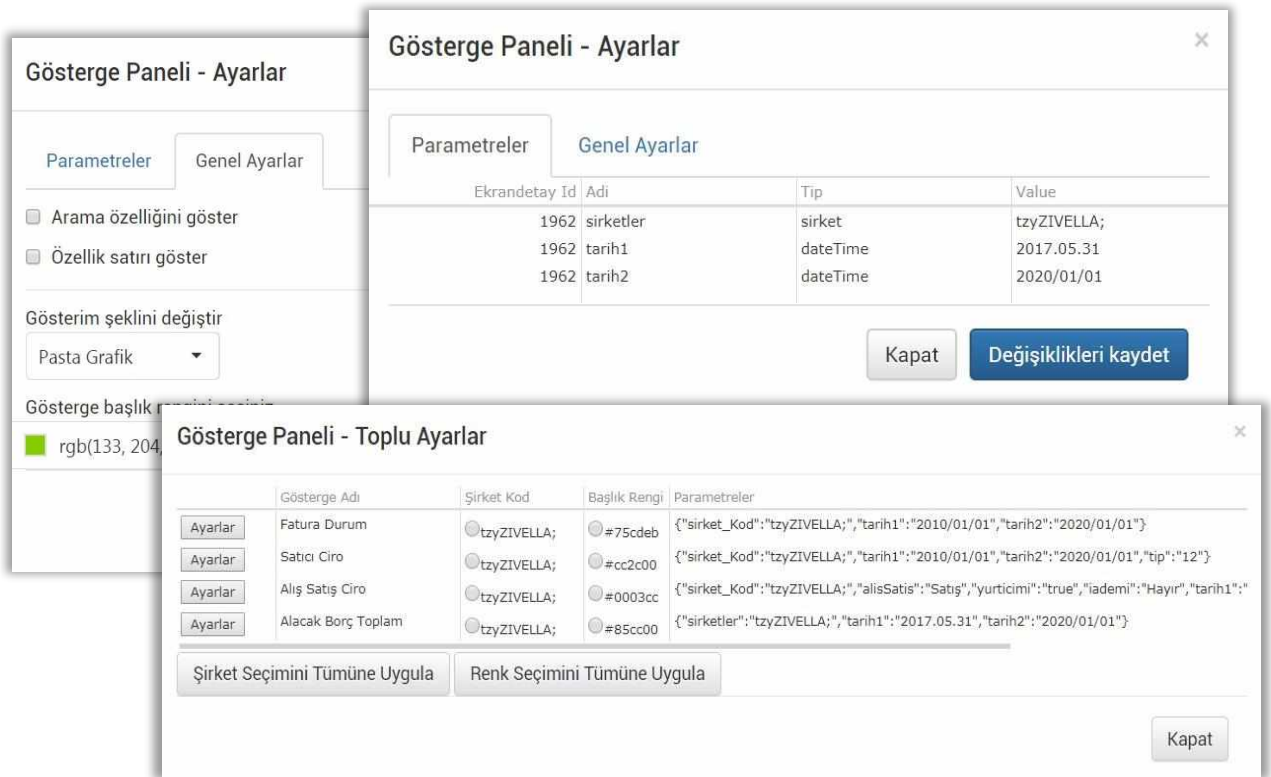 Gösterge Paneli - Ayarlar
Parametreler Genel Ayarlar
Arama özelliğini göster
Özellik satırı göster
Gösterim şeklini değiştir
Pasta Grafik
Gösterge başlık
rgb(133, 204,
Gösterge Paneli - Ayarlar ×
Parametreler Genel Ayarlar
Ekrandetay Id Adi Tip Value
1962 sirketler sirket tzyZIVELLA;
1962 tarih1 dateTime 2017.05.31
1962 tarih2 dateTime 2020/01/01
Kapat Değişiklikleri kaydet
Gösterge Paneli - Toplu Ayarlar ×
Gösterge Adı Şirket Kod Başlık Rengi Parametreler
Ayarlar Fatura Durum tzyZIVELLA; #75cdeb {"sirket_Kod":"tzyZIVELLA;","tarih1":"2010/01/01","tarih2":"2020/01/01"}
Ayarlar Satıcı Ciro tzyZIVELLA; #cc2c00 {"sirket_Kod":"tzyZIVELLA;","tarih1":"2010/01/01","tarih2":"2020/01/01","tip":"12"}
Ayarlar Alış Satış Ciro tzyZIVELLA; #0003cc {"sirket_Kod":"tzyZIVELLA;","alisSatis":"Satış","yurticimi":"true","iademi":"Hayır","tarih1":"
Ayarlar Alacak Borç Toplam tzyZIVELLA; #85cc00 {"sirketler":"tzyZIVELLA;","tarih1":"2017.05.31","tarih2":"2020/01/01"}
Şirket Seçimini Tümüne Uygula Renk Seçimini Tümüne Uygula
Kapat